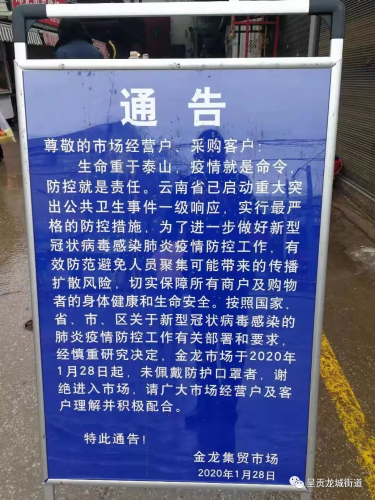 通告
尊敬的市场经营户、采购客户：
生命重于泰山，疫情就是命令，
防控就是责任。云南省已启动重大突
出公共卫生事件一级响应，实行最严
格的防控措施，为了进一步做好新型
冠状病毒感染肺炎疫情防控工作，有
效防范避免人员聚集可能带来的传播
扩散风险，切实保障所有商户及购物
者的身体健康和生命安全。按照国家、
省、市、区关于新型冠状病毒感染的
肺炎疫情防控工作有关部署和要求，
经慎重研究决定，金龙市场于2020年
1月28日起，未佩戴防护口罩者，谢
绝进入市场，请广大市场经营户及客
户理解并积极配合。
特此通告！
金龙集贸市场
2020年1月28日
呈贡龙城街道